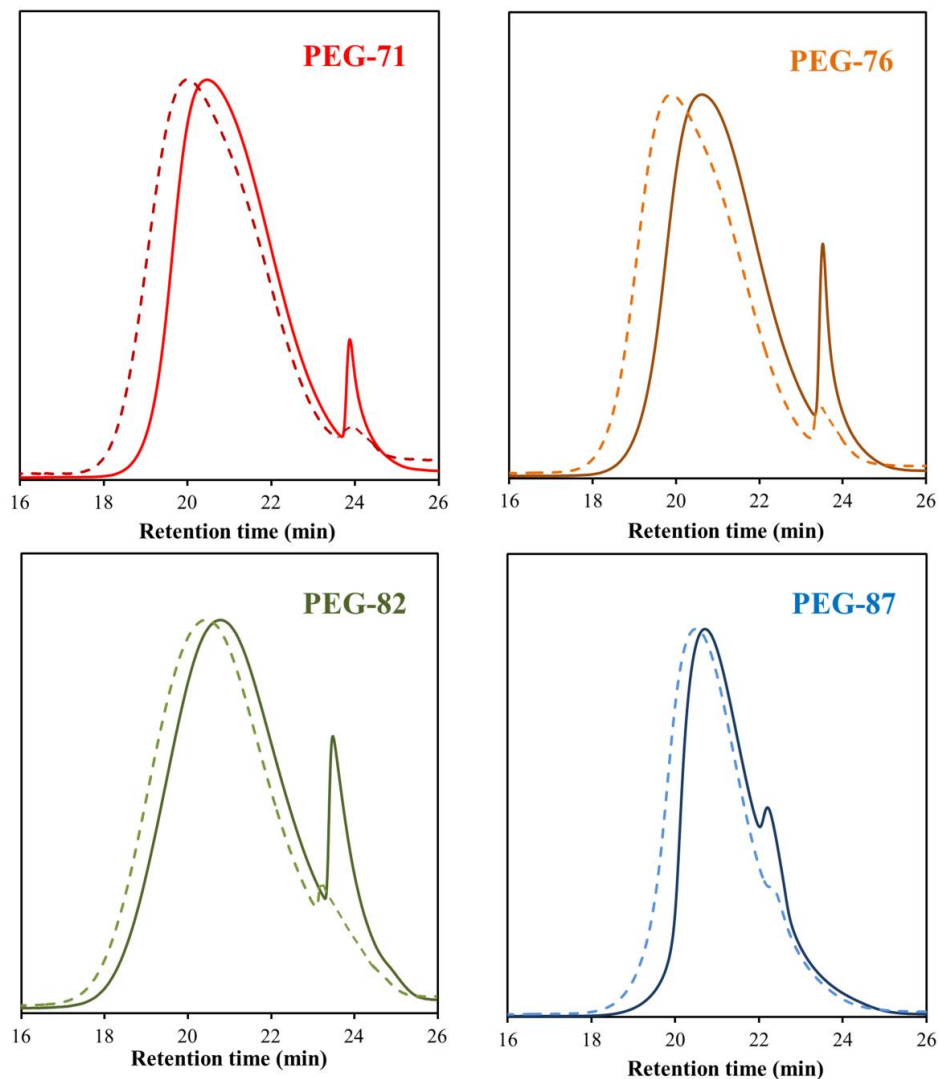 PEG-71
16 18 20 22 24 26
Retention time (min)
PEG-76
16 18 20 22 24 26
Retention time (min)
PEG-82
16 18 20 22 24 26
Retention time (min)
PEG-87
16 18 20 22 24 26
Retention time (min)